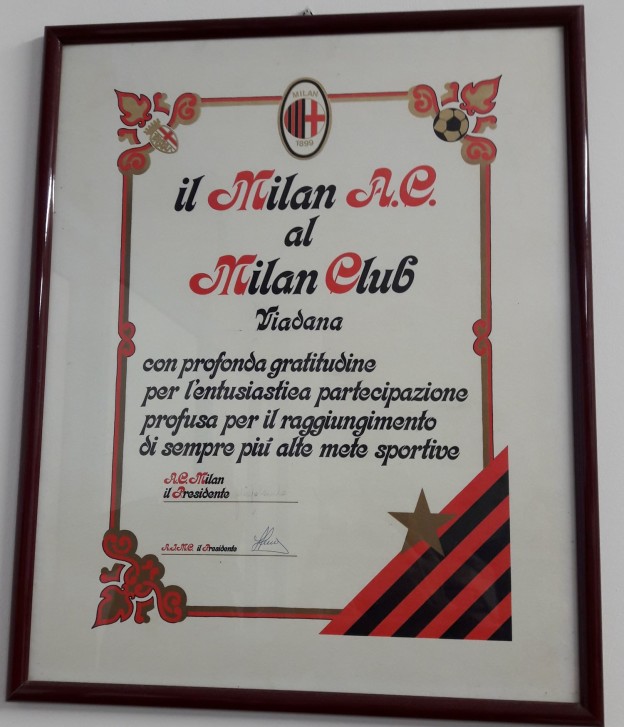 MILAN
1899
il Milan A.C.
al
Milan Club
Viadana
con profonda gratitudine
per l'entusiastica partecipazione
profusa per il raggiungimento
di sempre piú alte mete sportive
A.C. Milan
il Presidente
A.I.M.C. il Presidente